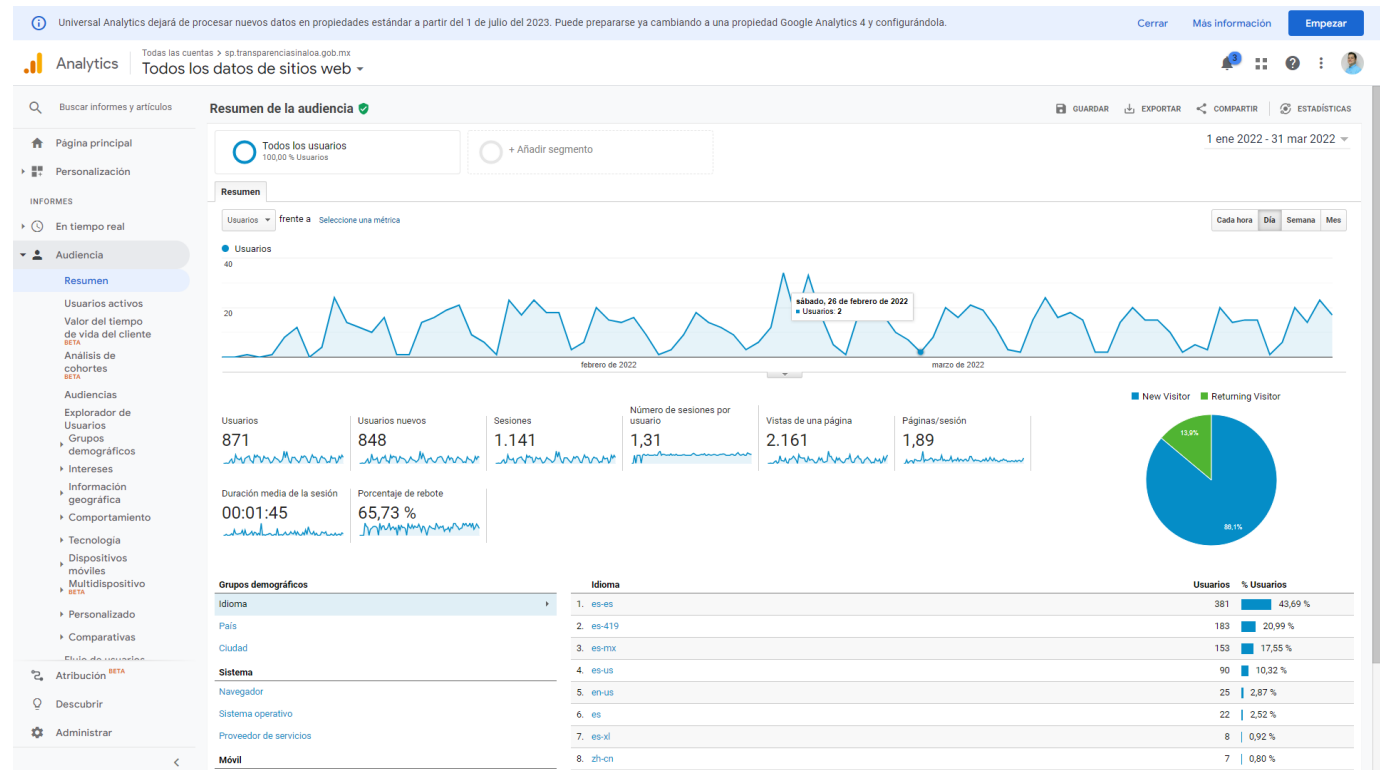 Universal Analytics dejará de procesar nuevos datos en propiedades estándar a partir del 1 de julio del 2023. Puede prepararse ya cambiando a una propiedad Google Analytics 4 y configurándola.
Cerrar
Más información
Empezar
Analytics
Todas las cuentas > sp.transparenciasinaloa.gob.mx
Todos los datos de sitios web
3
Buscar informes y artículos
Página principal
Personalización
INFORMES
En tiempo real
Audiencia
Resumen
Usuarios activos
Valor del tiempo
de vida del cliente
BETA
Análisis de
cohortes
BETA
Audiencias
Explorador de
Usuarios
Grupos
demográficos
Intereses
Información
geográfica
Comportamiento
Tecnología
Dispositivos
móviles
Multidispositivo
BETA
Personalizado
Comparativas
Flujo de usuarios
Atribución BETA
Descubrir
Administrar
Resumen de la audiencia
GUARDAR
EXPORTAR
COMPARTIR
ESTADÍSTICAS
Todos los usuarios
100,00 % Usuarios
+ Añadir segmento
1 ene 2022 - 31 mar 2022
Resumen
Usuarios frente a Seleccione una métrica
Cada hora Día Semana Mes
Usuarios
40
20
sábado, 26 de febrero de 2022
Usuarios: 2
febrero de 2022
marzo de 2022
Usuarios
871
Usuarios nuevos
848
Sesiones
1.141
Número de sesiones por
usuario
1,31
Vistas de una página
2.161
Páginas/sesión
1,89
Duración media de la sesión
00:01:45
Porcentaje de rebote
65,73 %
New Visitor Returning Visitor
13,9%
86,1%
Grupos demográficos
Idioma
País
Ciudad
Sistema
Navegador
Sistema operativo
Proveedor de servicios
Móvil
Idioma Usuarios % Usuarios
1. es-es 381 43,69 %
2. es-419 183 20,99 %
3. es-mx 153 17,55 %
4. es-us 90 10,32 %
5. en-us 25 2,87 %
6. es 22 2,52 %
7. es-xl 8 0,92 %
8. zh-cn 7 0,80 %